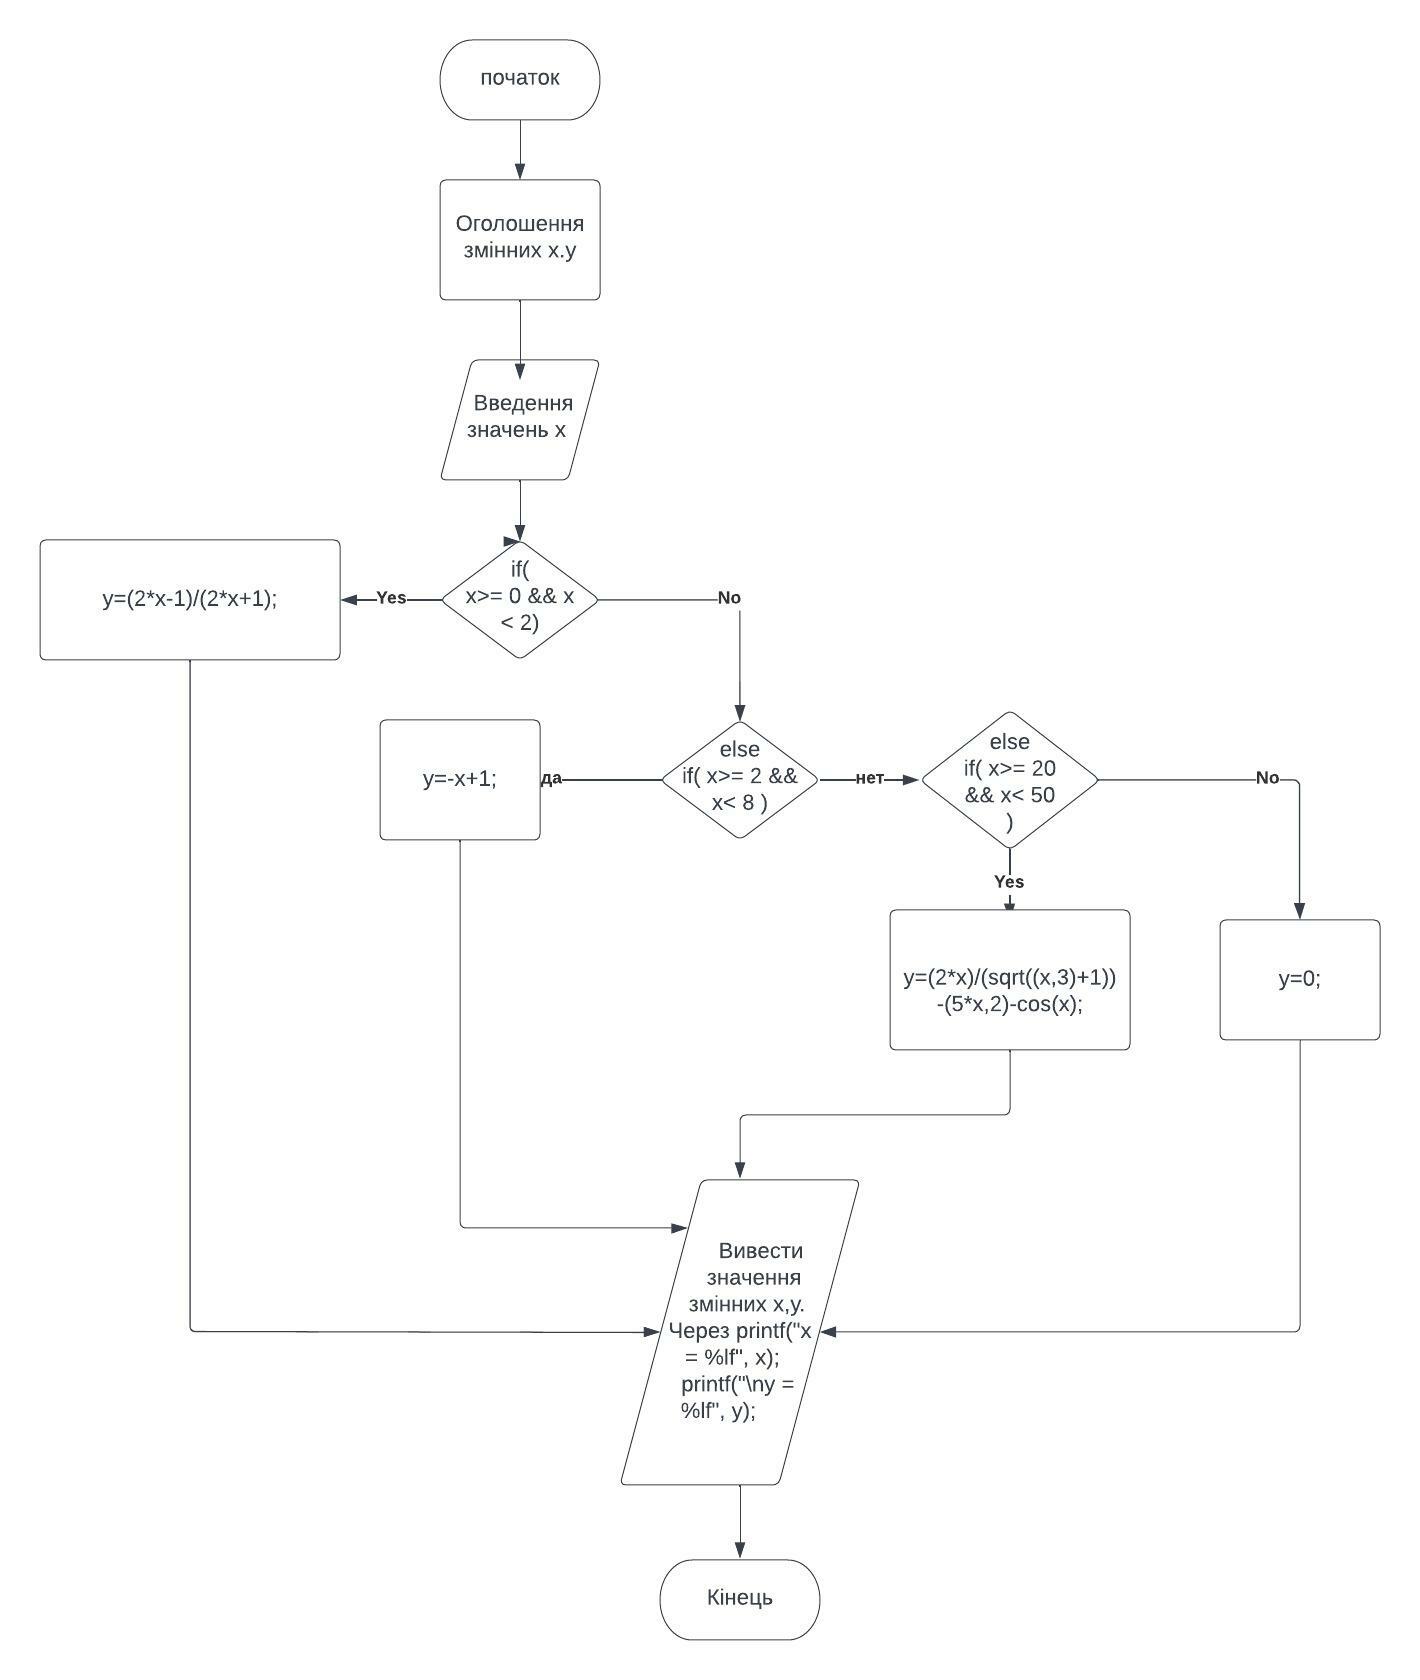 початок
Оголошення
змінних x.y
Введення
значень x
if(
x>= 0 && x
< 2)
Yes
y=(2*x-1)/(2*x+1);
No
else
if( x>= 2 &&
x< 8 )
да
y=-x+1;
нет
else
if( x>= 20
&& x< 50
)
No
Yes
y=(2*x)/(sqrt((x,3)+1))
-(5*x,2)-cos(x);
y=0;
Вивести
значення
змінних x,y.
Через printf("x
= %lf", x);
printf("\ny =
%lf", y);
Кінець